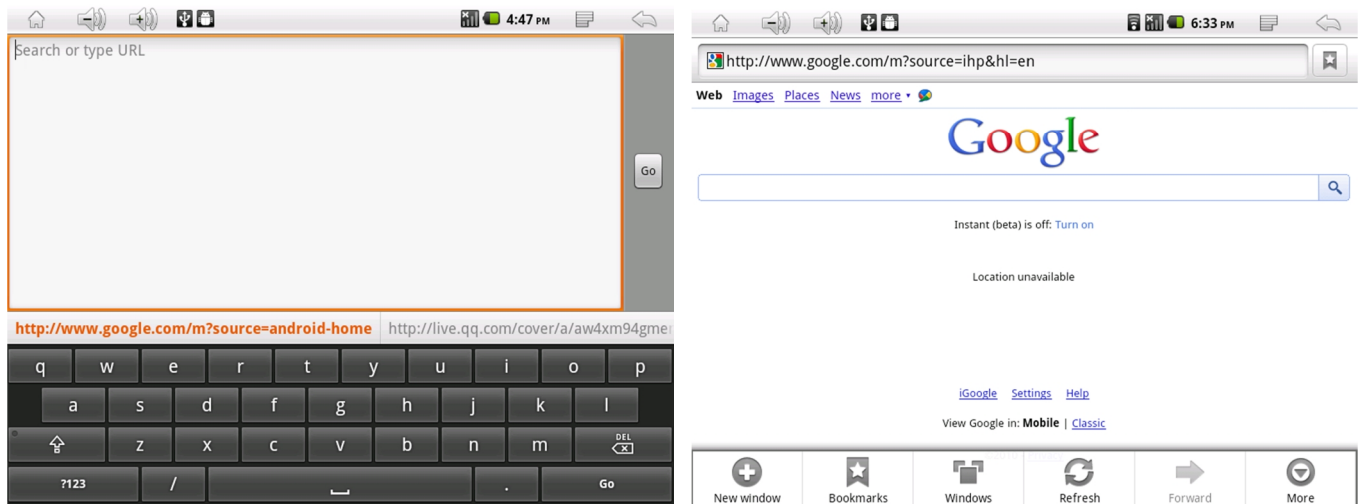 4:47 PM
Search or type URL
Go
http://www.google.com/m?source=android-home http://live.qq.com/cover/a/aw4xm94gme
q w e r t y u i o p
a s d f g h j k l
z x c v b n m DEL
?123 / . Go
6:33 PM
http://www.google.com/m?source=ihp&hl=en
Web Images Places News more
Google
Instant (beta) is off: Turn on
Location unavailable
iGoogle Settings Help
View Google in: Mobile | Classic
New window Bookmarks Windows Refresh Forward More